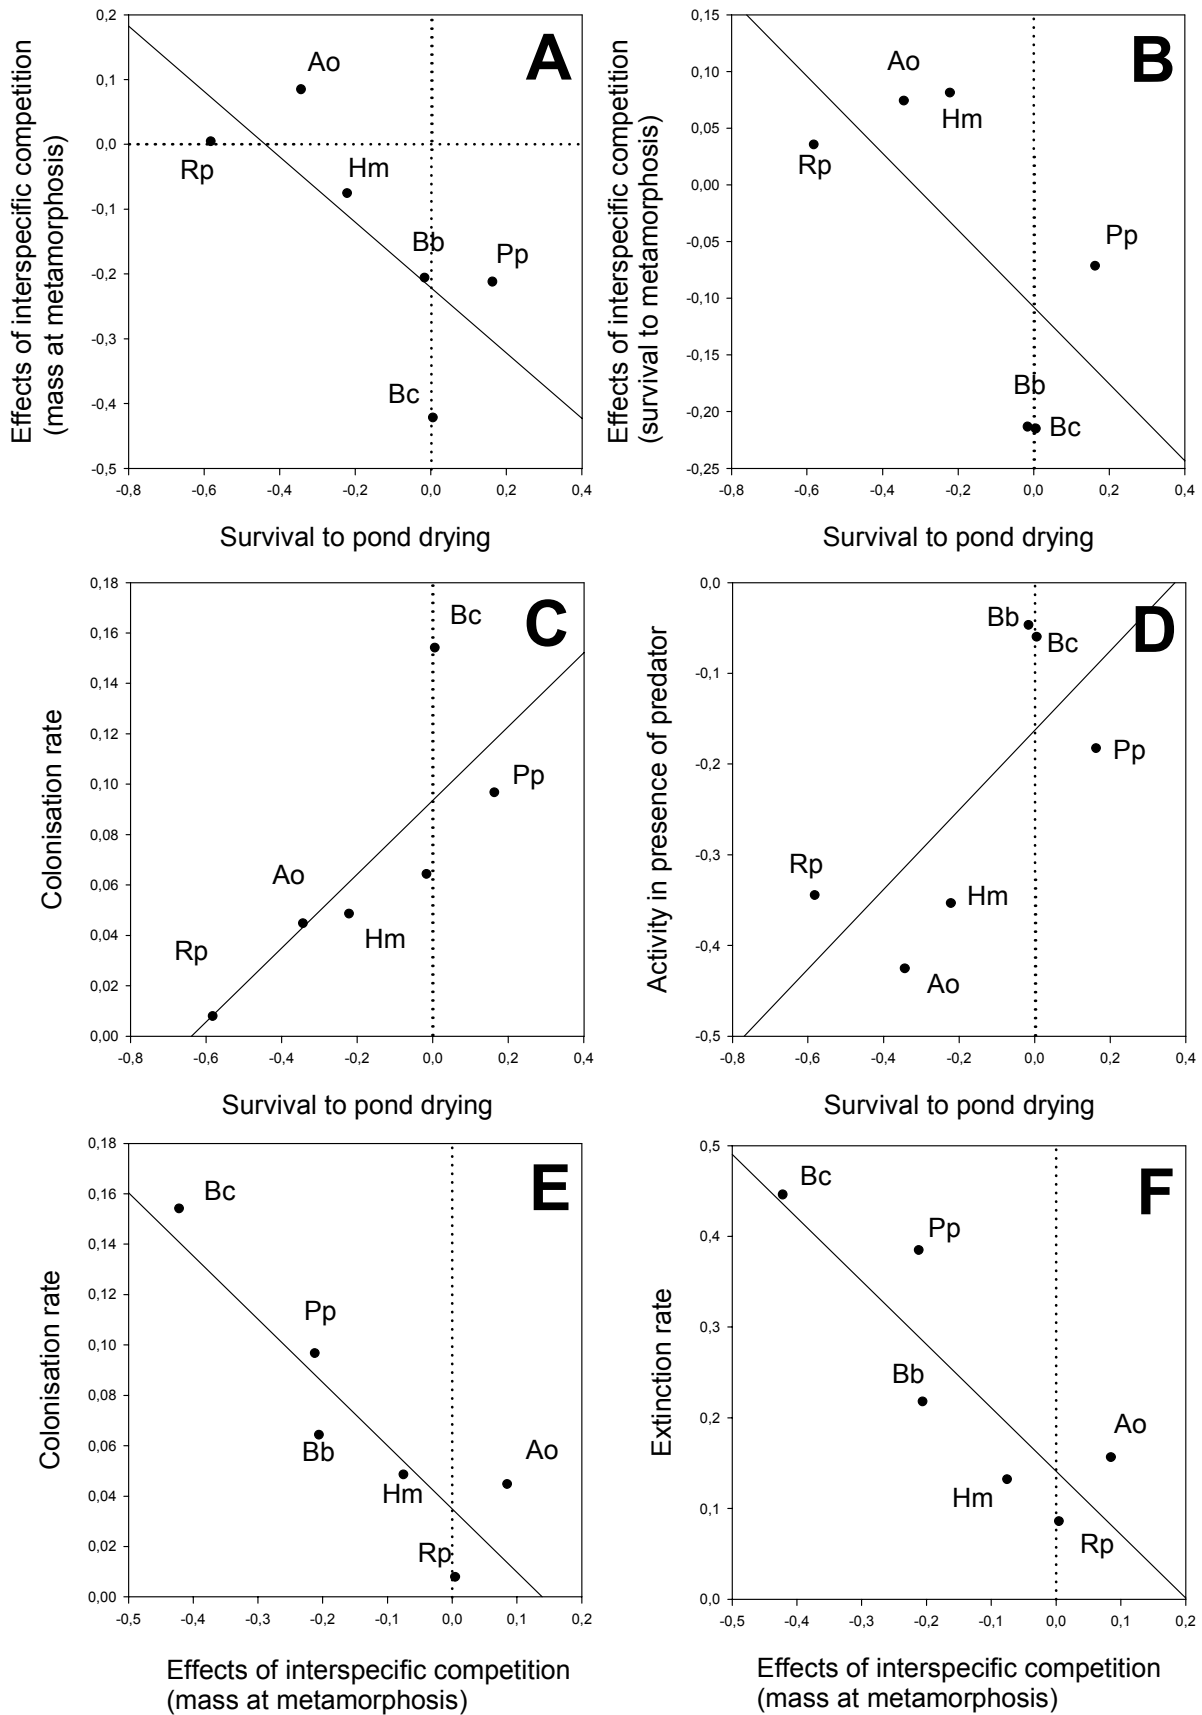 A
0,2
0,1
0,0
-0,1
-0,2
-0,3
-0,4
-0,5
Effects of interspecific competition
(mass at metamorphosis)
Ao
Rp
Hm
Bb
Pp
Bc
-0,8 -0,6 -0,4 -0,2 0,0 0,2 0,4
Survival to pond drying
B
0,15
0,10
0,05
0,00
-0,05
-0,10
-0,15
-0,20
-0,25
Effects of interspecific competition
(survival to metamorphosis)
Ao
Hm
Rp
Pp
Bb
Bc
-0,8 -0,6 -0,4 -0,2 0,0 0,2 0,4
Survival to pond drying
C
0,18
0,16
0,14
0,12
0,10
0,08
0,06
0,04
0,02
0,00
Colonisation rate
Bc
Pp
Ao
Hm
Rp
-0,8 -0,6 -0,4 -0,2 0,0 0,2 0,4
Survival to pond drying
D
0,0
-0,1
-0,2
-0,3
-0,4
-0,5
Activity in presence of predator
Bb
Bc
Pp
Rp
Hm
Ao
-0,8 -0,6 -0,4 -0,2 0,0 0,2 0,4
Survival to pond drying
E
0,18
0,16
0,14
0,12
0,10
0,08
0,06
0,04
0,02
0,00
Colonisation rate
Bc
Pp
Bb
Ao
Hm
Rp
-0,5 -0,4 -0,3 -0,2 -0,1 0,0 0,1 0,2
Effects of interspecific competition
(mass at metamorphosis)
F
0,5
0,4
0,3
0,2
0,1
0,0
Extinction rate
Bc
Pp
Bb
Ao
Hm
Rp
-0,5 -0,4 -0,3 -0,2 -0,1 0,0 0,1 0,2
Effects of interspecific competition
(mass at metamorphosis)